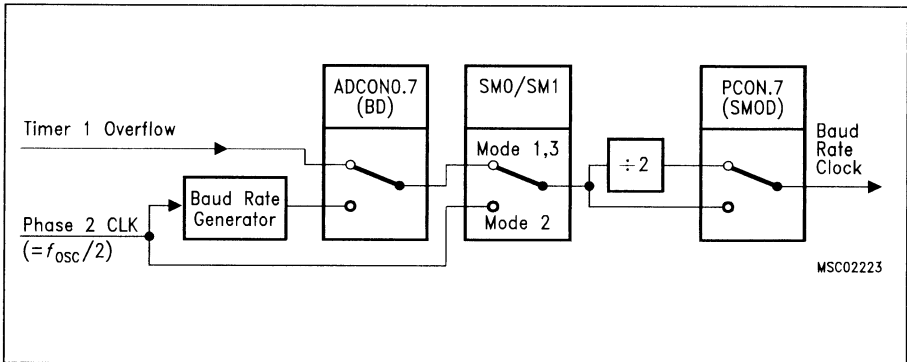 ADCON0.7
(BD)
SM0/SM1
PCON.7
(SMOD)
Timer 1 Overflow
Mode 1,3
÷2
Baud
Rate
Clock
Baud Rate
Generator
Phase 2 CLK
(=fOSC/2)
Mode 2
MSC02223